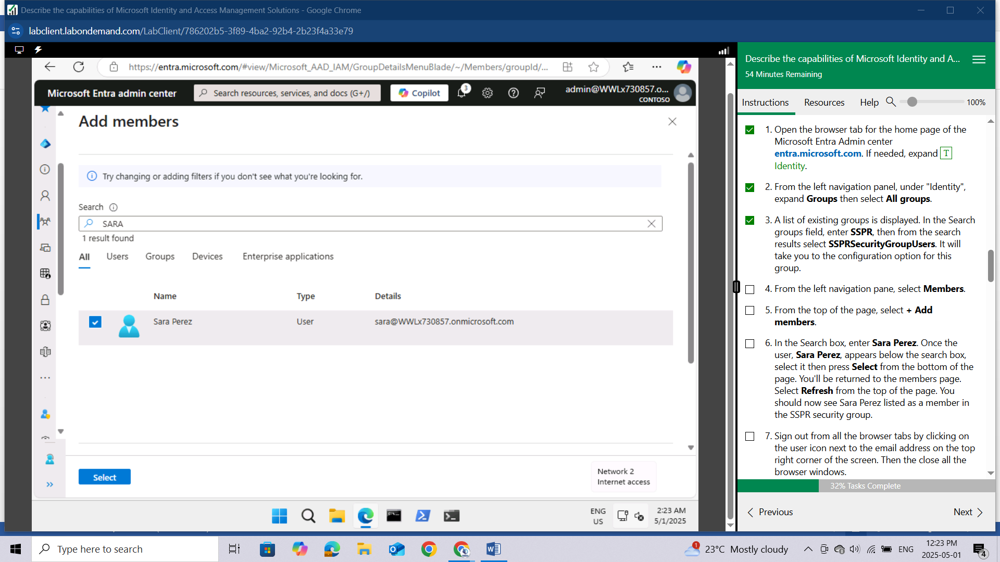 Describe the capabilities of Microsoft Identity and Access Management Solutions - Google Chrome
labclient.labondemand.com/LabClient/786202b5-3f89-4ba2-92b4-2b23f4a33e79
https://entra.microsoft.com/#view/Microsoft_AAD_IAM/GroupDetailsMenuBlade/~/Members/groupId/...
Microsoft Entra admin center
Search resources, services, and docs (G+/)
Copilot
3
admin@WWLx730857.o...
CONTOSO
Add members
Try changing or adding filters if you don't see what you're looking for.
Search
SARA
1 result found
All Users Groups Devices Enterprise applications
Name Type Details
Sara Perez User sara@WWLx730857.onmicrosoft.com
Select
Network 2
Internet access
ENG
US
2:23 AM
5/1/2025
Describe the capabilities of Microsoft Identity and A...
54 Minutes Remaining
Instructions Resources Help 100%
1. Open the browser tab for the home page of the
Microsoft Entra Admin center
entra.microsoft.com. If needed, expand T
Identity.
2. From the left navigation panel, under "Identity",
expand Groups then select All groups.
3. A list of existing groups is displayed. In the Search
groups field, enter SSPR, then from the search
results select SSPRSecurityGroupUsers. It will
take you to the configuration option for this
group.
4. From the left navigation pane, select Members.
5. From the top of the page, select + Add
members.
6. In the Search box, enter Sara Perez. Once the
user, Sara Perez, appears below the search box,
select it then press Select from the bottom of the
page. You'll be returned to the members page.
Select Refresh from the top of the page. You
should now see Sara Perez listed as a member in
the SSPR security group.
7. Sign out from all the browser tabs by clicking on
the user icon next to the email address on the top
right corner of the screen. Then the close all the
browser windows.
32% Tasks Complete
Previous Next
Type here to search
1
23°C Mostly cloudy
ENG
12:23 PM
2025-05-01
4